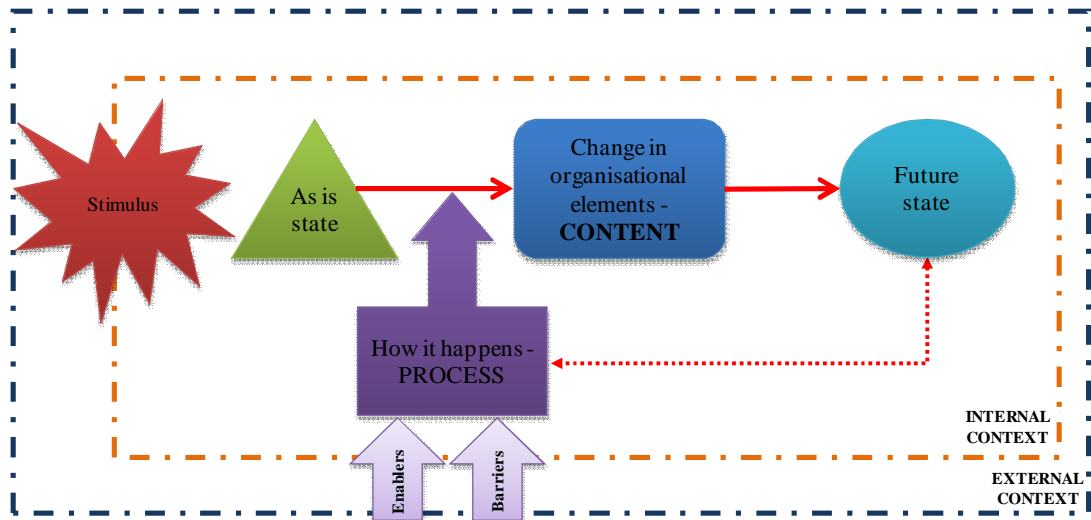 Stimulus
As is
state
Change in
organisational
elements -
CONTENT
Future
state
How it happens -
PROCESS
Enablers
Barriers
INTERNAL
CONTEXT
EXTERNAL
CONTEXT